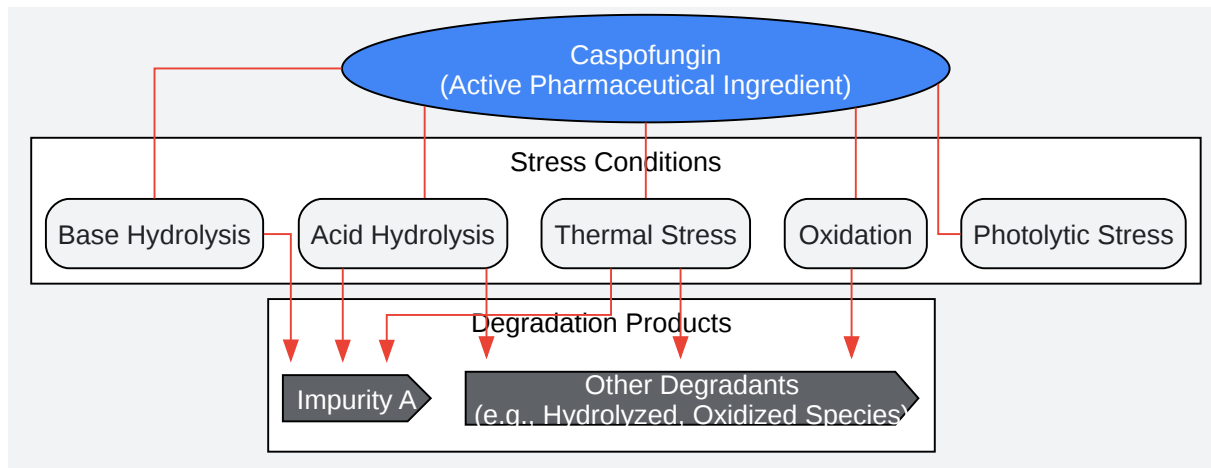 Caspofungin
(Active Pharmaceutical Ingredient)
Stress Conditions
Base Hydrolysis
Acid Hydrolysis
Thermal Stress
Oxidation
Photolytic Stress
Degradation Products
Impurity A
Other Degradants
(e.g., Hydrolyzed, Oxidized Species)